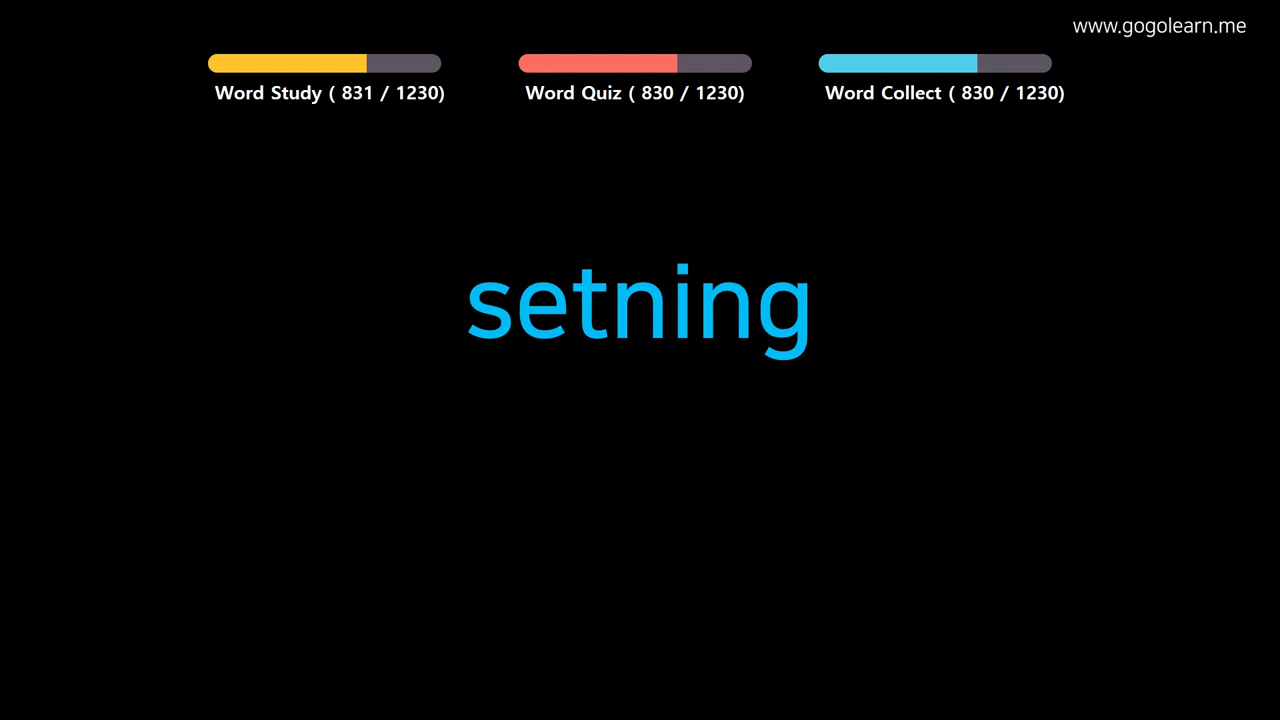 www.gogolearn.me
Word Study ( 831 / 1230)
Word Quiz ( 830 / 1230)
Word Collect ( 830 / 1230)
setning